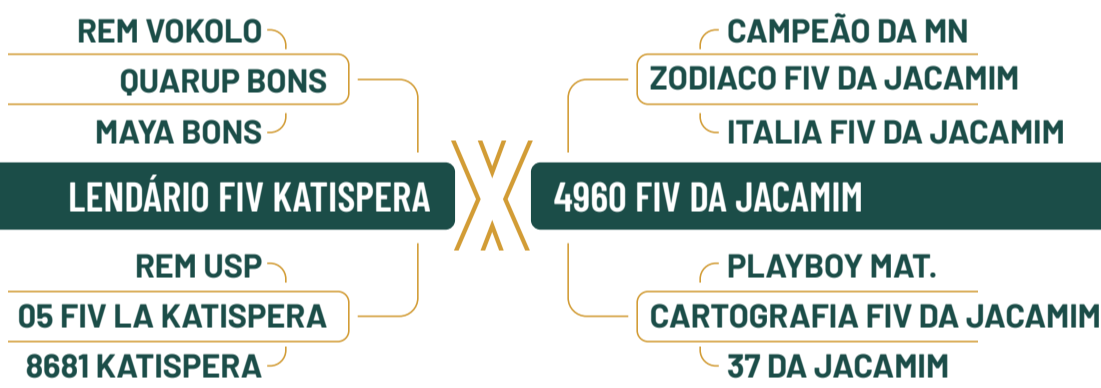 REM VOKOLO
QUARUP BONS
MAYA BONS
LENDÁRIO FIV KATISPERA
REM USP
05 FIV LA KATISPERA
8681 KATISPERA
X
CAMPEÃO DA MN
ZODIACO FIV DA JACAMIM
ITALIA FIV DA JACAMIM
4960 FIV DA JACAMIM
PLAYBOY MAT.
CARTOGRAFIA FIV DA JACAMIM
37 DA JACAMIM